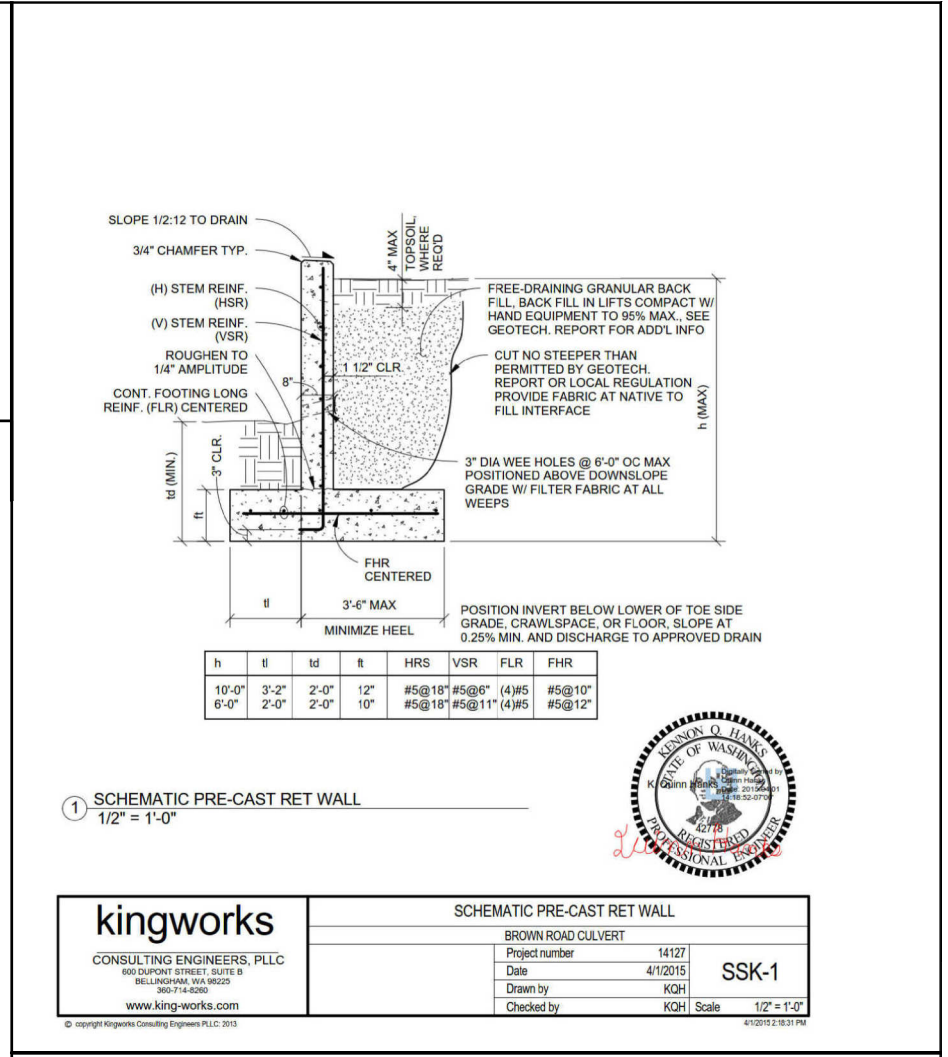 SLOPE 1/2:12 TO DRAIN
3/4" CHAMFER TYP.
(H) STEM REINF.
(HSR)
(V) STEM REINF.
(VSR)
ROUGHEN TO
1/4" AMPLITUDE
CONT. FOOTING LONG
REINF. (FLR) CENTERED
4" MAX
TOPSOIL,
WHERE
REQ'D
FREE-DRAINING GRANULAR BACK
FILL, BACK FILL IN LIFTS COMPACT W/
HAND EQUIPMENT TO 95% MAX., SEE
GEOTECH. REPORT FOR ADD'L INFO
1 1/2" CLR.
8"
CUT NO STEEPER THAN
PERMITTED BY GEOTECH.
REPORT OR LOCAL REGULATION
PROVIDE FABRIC AT NATIVE TO
FILL INTERFACE
h (MAX)
td (MIN.)
3" CLR.
ft
3" DIA WEE HOLES @ 6'-0" OC MAX
POSITIONED ABOVE DOWNSLOPE
GRADE W/ FILTER FABRIC AT ALL
WEEPS
FHR
CENTERED
tl
3'-6" MAX
MINIMIZE HEEL
POSITION INVERT BELOW LOWER OF TOE SIDE
GRADE, CRAWLSPACE, OR FLOOR, SLOPE AT
0.25% MIN. AND DISCHARGE TO APPROVED DRAIN
h tl td ft HRS VSR FLR FHR
10'-0" 3'-2" 2'-0" 12" #5@18" #5@6" (4)#5 #5@10"
6'-0" 2'-0" 2'-0" 10" #5@18" #5@11" (4)#5 #5@12"
1 SCHEMATIC PRE-CAST RET WALL
1/2" = 1'-0"
KENNON Q. HANKS
STATE OF WASHINGTON
K. Quinn Hanks
42778
REGISTERED
PROFESSIONAL ENGINEER
kingworks
CONSULTING ENGINEERS, PLLC
600 DUPONT STREET, SUITE B
BELLINGHAM, WA 98225
360-714-8260
www.king-works.com
SCHEMATIC PRE-CAST RET WALL
BROWN ROAD CULVERT
Project number 14127
Date 4/1/2015
Drawn by KQH
Checked by KQH
SSK-1
Scale 1/2" = 1'-0"
© copyright Kingworks Consulting Engineers PLLC: 2013
4/1/2015 2:18:31 PM